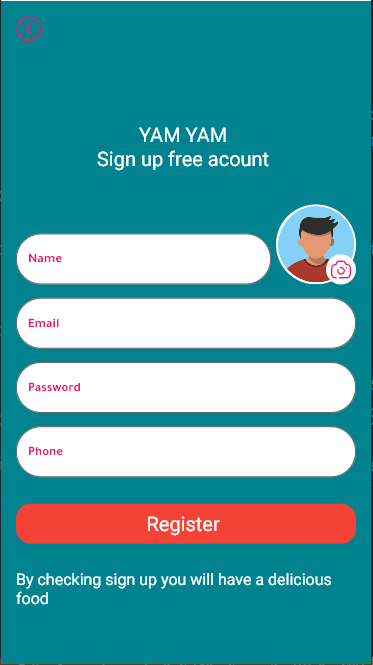 YAM YAM
Sign up free acount
Name
Email
Password
Phone
Register
By checking sign up you will have a delicious
food